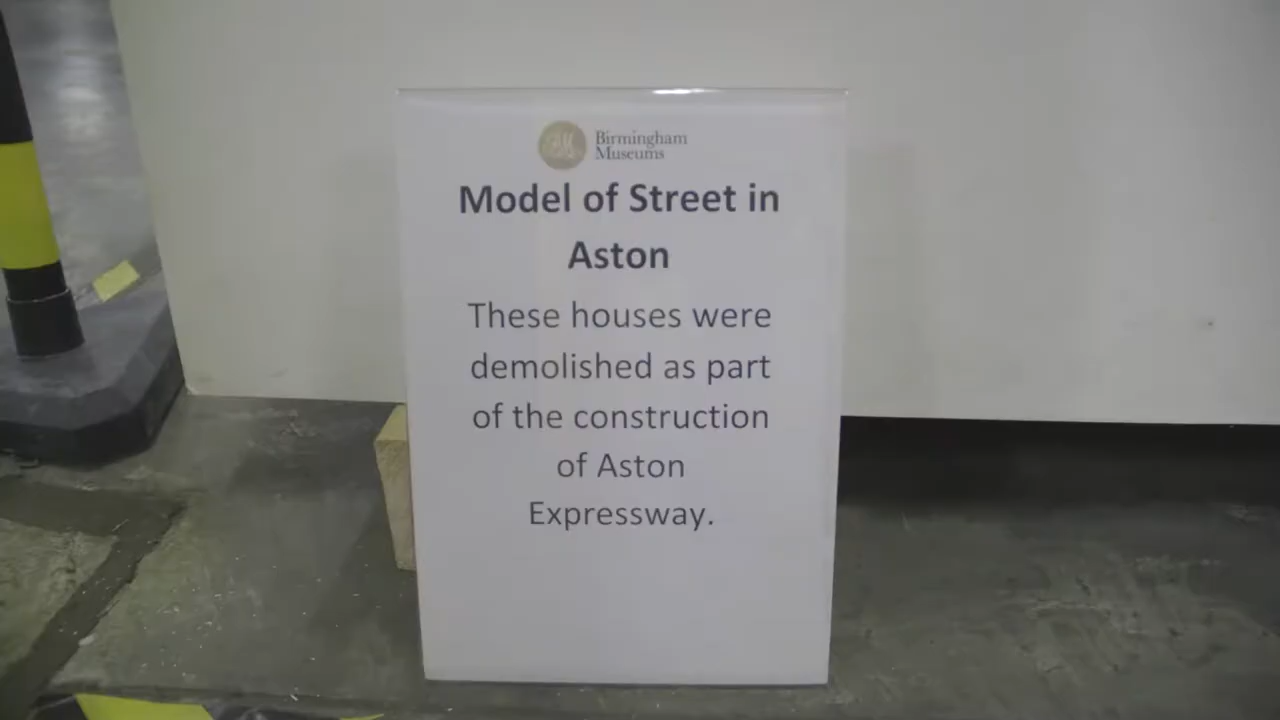 Birmingham
Museums
Model of Street in
Aston
These houses were
demolished as part
of the construction
of Aston
Expressway.